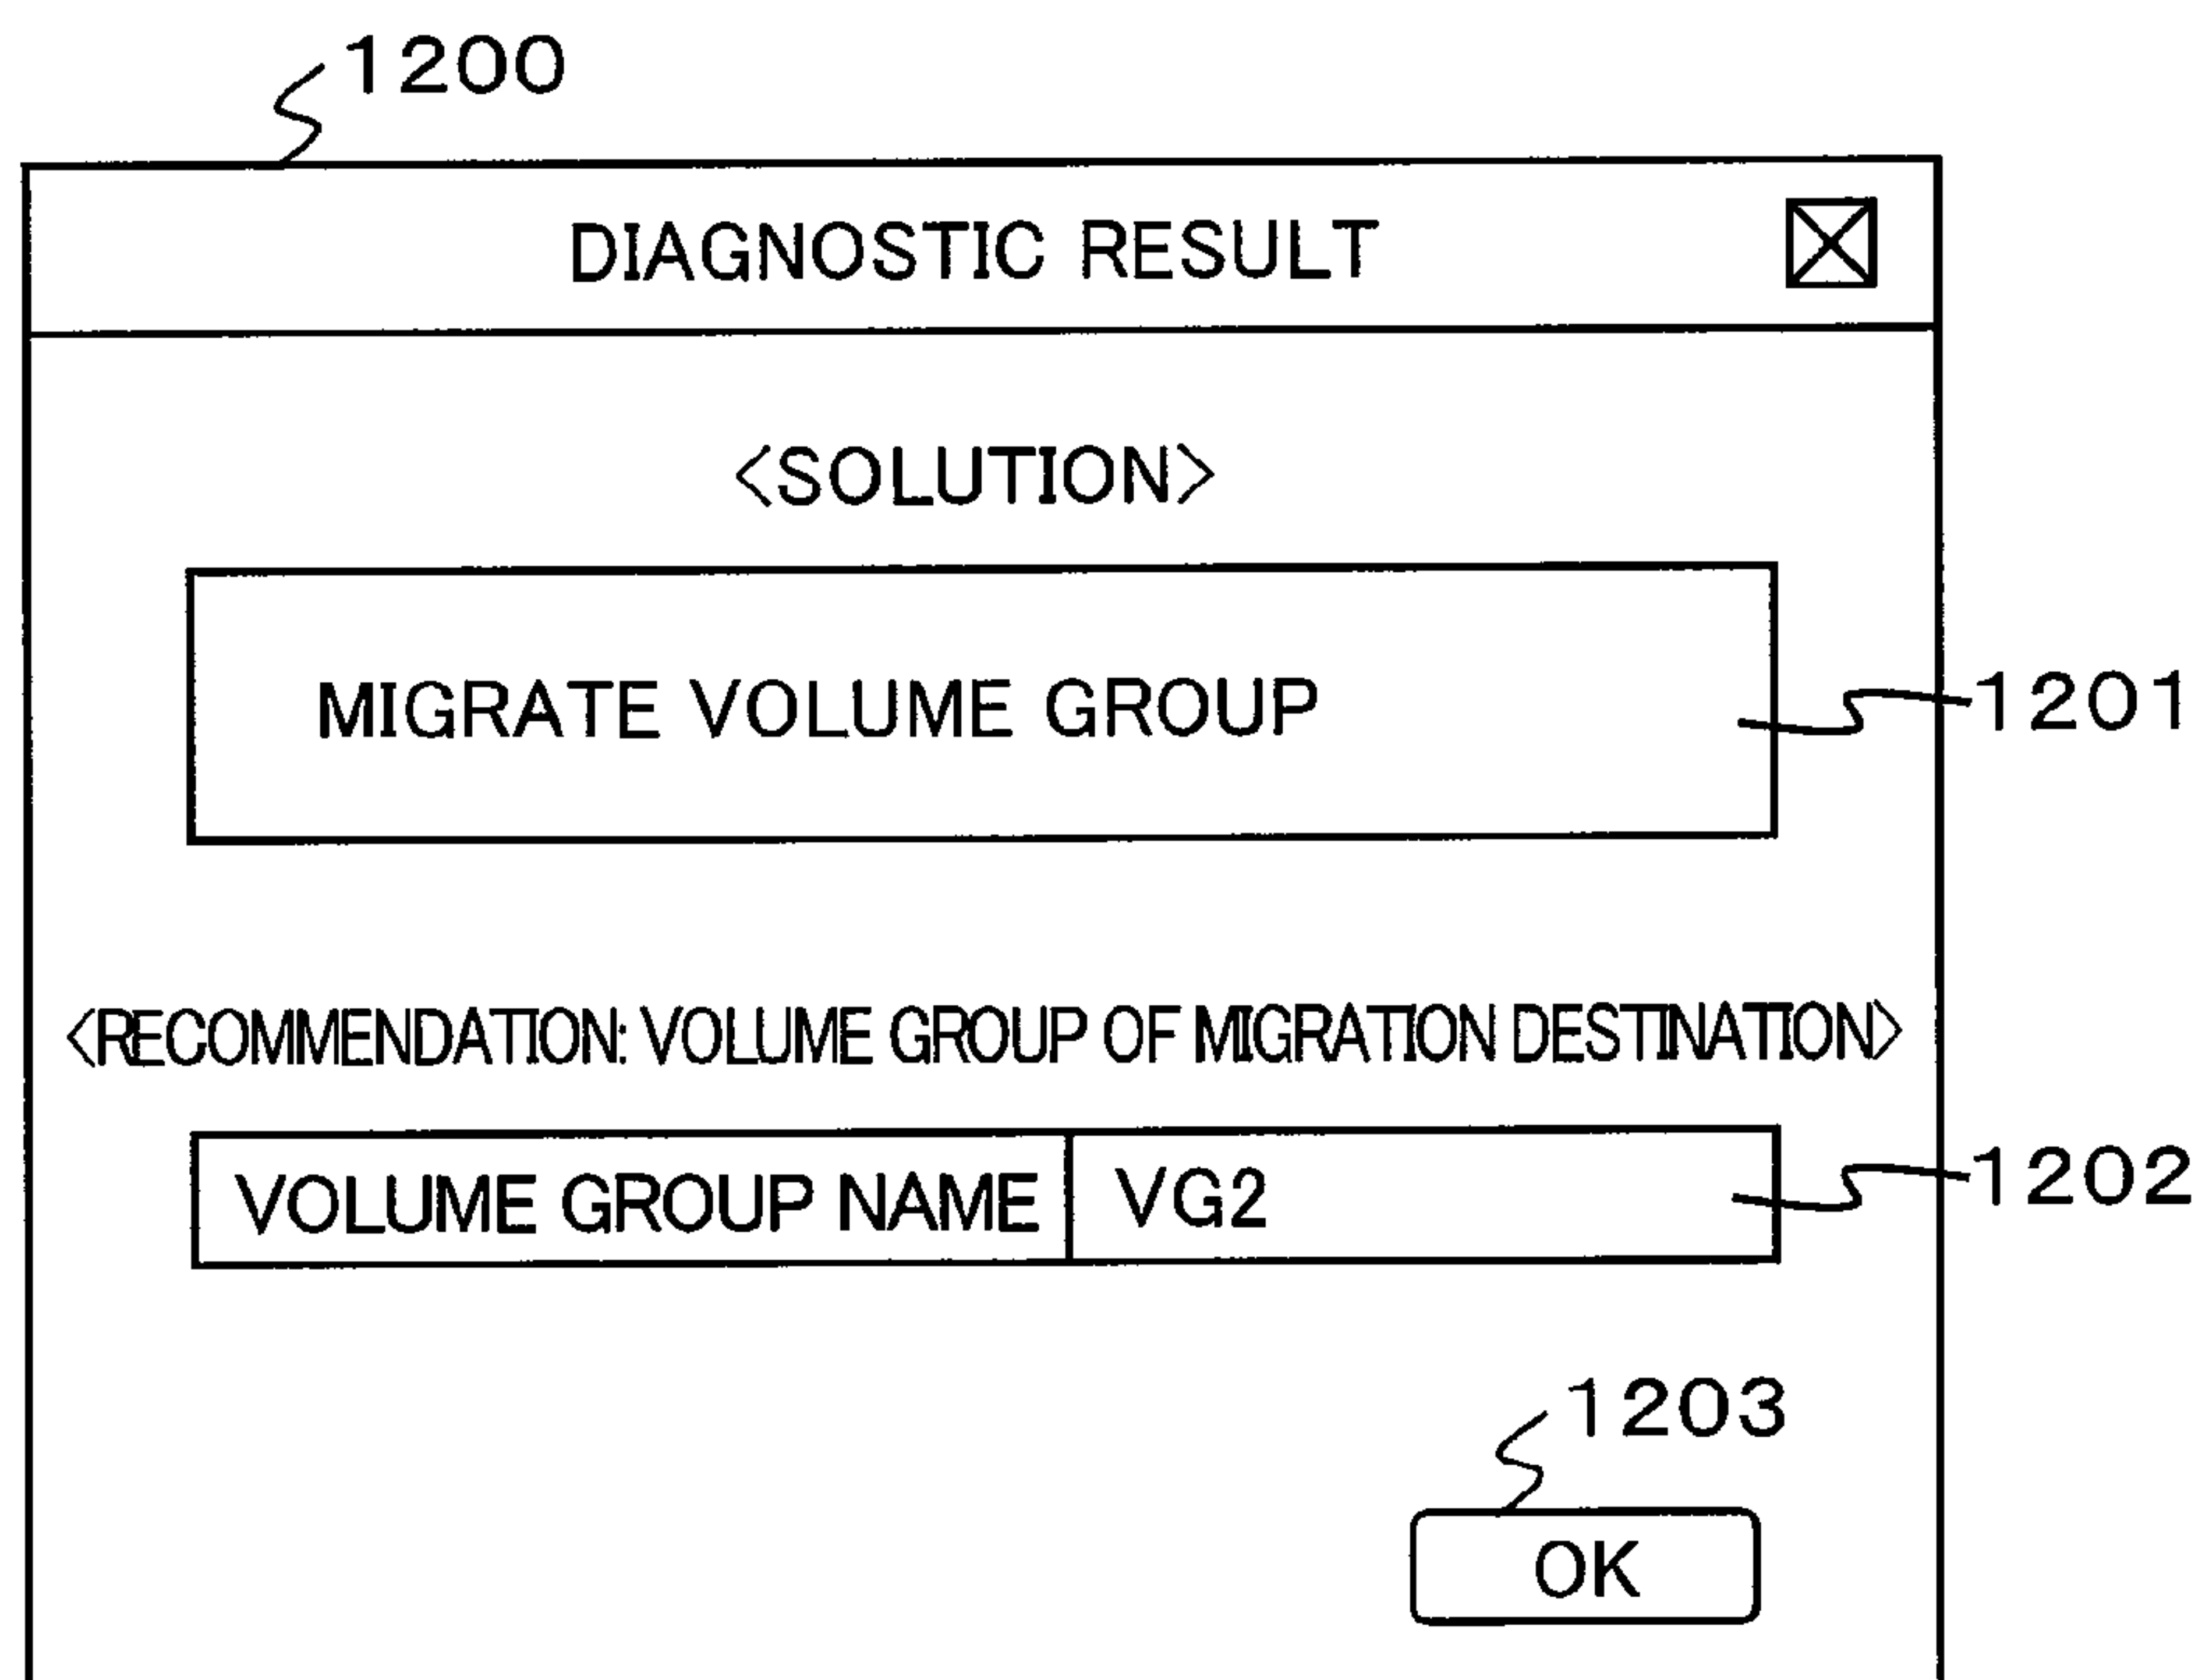 1200
DIAGNOSTIC RESULT
<SOLUTION>
MIGRATE VOLUME GROUP
1201
<RECOMMENDATION: VOLUME GROUP OF MIGRATION DESTINATION>
VOLUME GROUP NAME VG2
1202
1203
OK